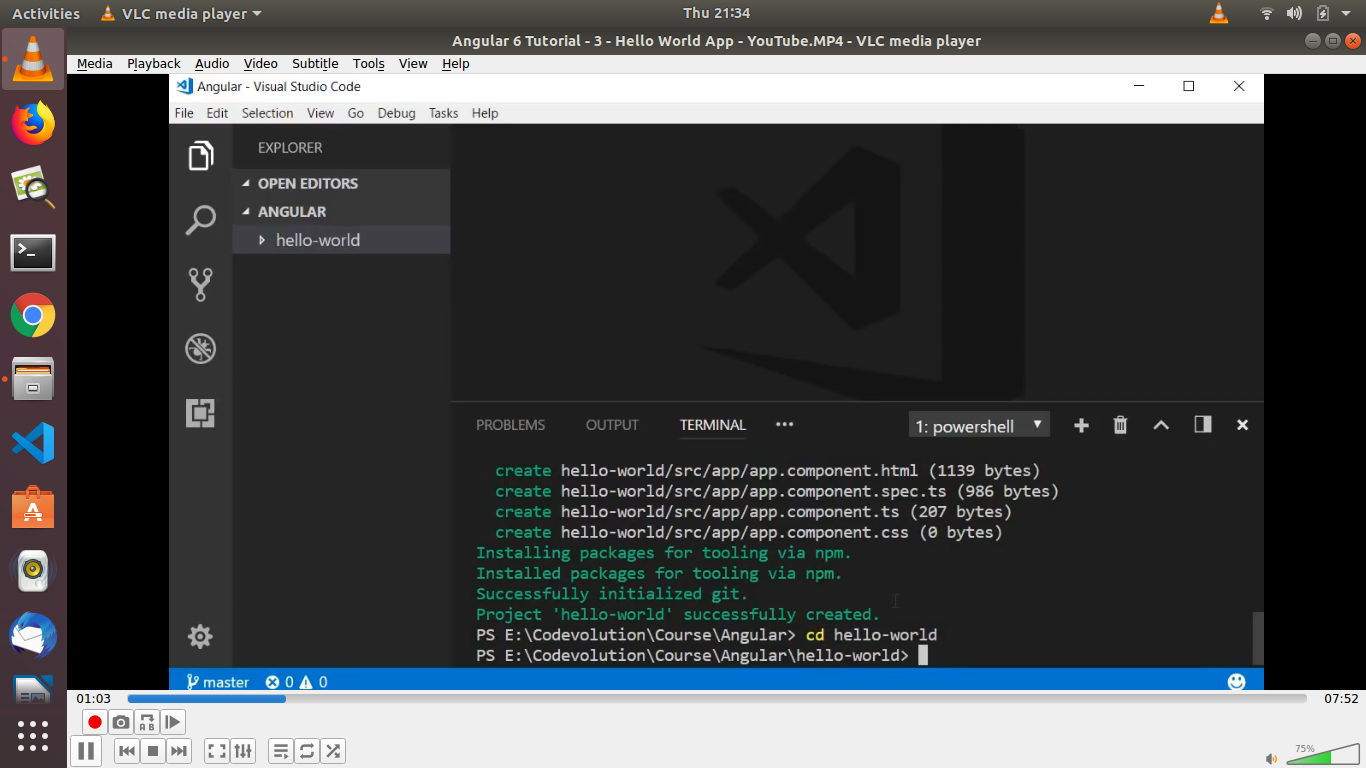 Activities VLC media player Thu 21:34
Angular 6 Tutorial - 3 - Hello World App - YouTube.MP4 - VLC media player
Media Playback Audio Video Subtitle Tools View Help
Angular - Visual Studio Code
File Edit Selection View Go Debug Tasks Help
EXPLORER
OPEN EDITORS
ANGULAR
hello-world
PROBLEMS OUTPUT TERMINAL ••• 1: powershell
create hello-world/src/app/app.component.html (1139 bytes)
create hello-world/src/app/app.component.spec.ts (986 bytes)
create hello-world/src/app/app.component.ts (207 bytes)
create hello-world/src/app/app.component.css (0 bytes)
Installing packages for tooling via npm.
Installed packages for tooling via npm.
Successfully initialized git.
Project 'hello-world' successfully created.
PS E:\Codevolution\Course\Angular> cd hello-world
PS E:\Codevolution\Course\Angular\hello-world>
master 0 0
01:03 07:52
A B
75%